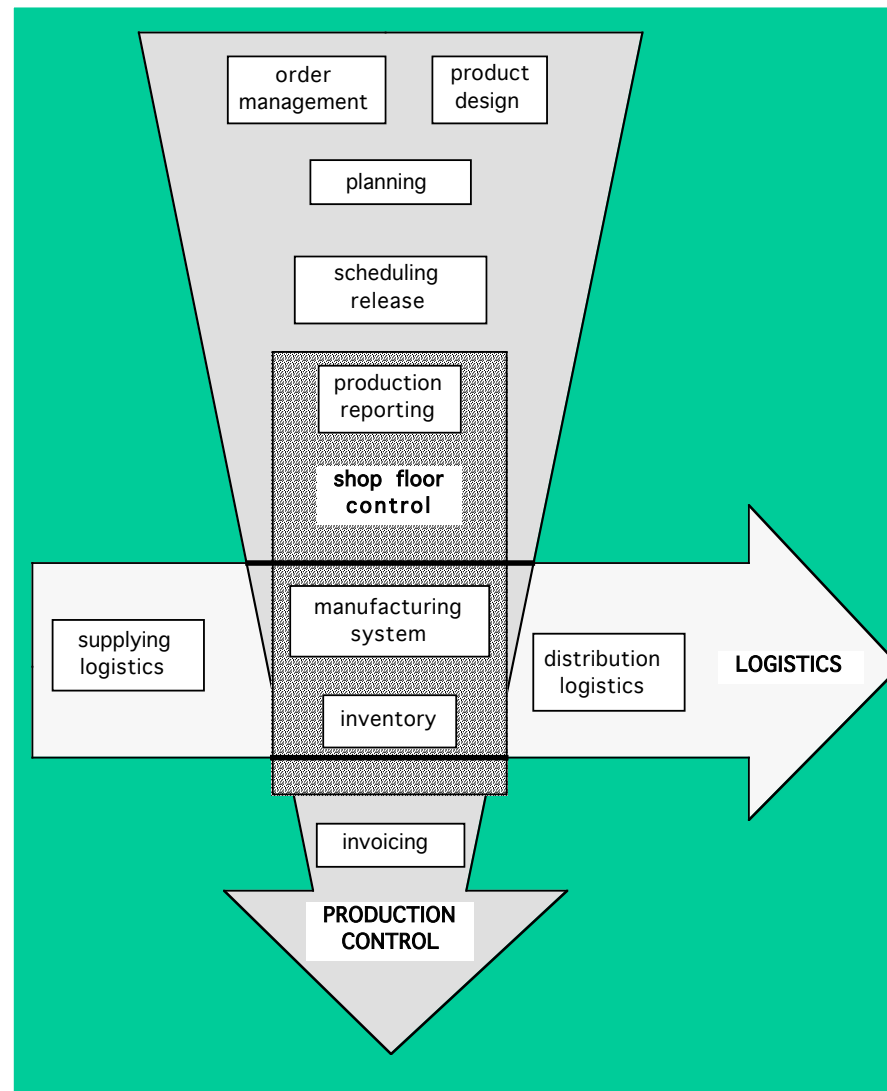 order
management
product
design
planning
scheduling
release
production
reporting
shop floor
control
manufacturing
system
supplying
logistics
distribution
logistics
LOGISTICS
inventory
invoicing
PRODUCTION
CONTROL